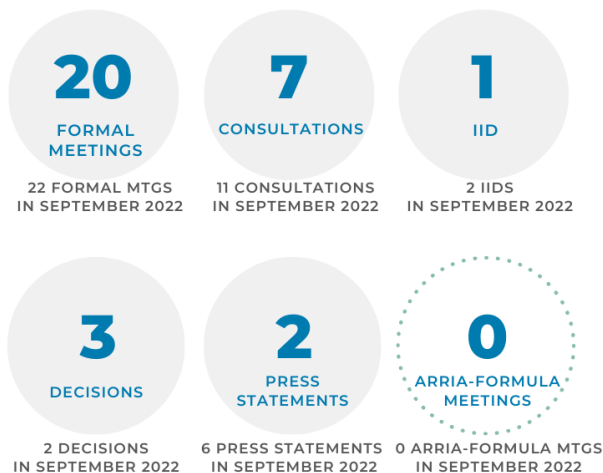 20
FORMAL
MEETINGS
22 FORMAL MTGS
IN SEPTEMBER 2022
7
CONSULTATIONS
11 CONSULTATIONS
IN SEPTEMBER 2022
1
IID
2 IIDS
IN SEPTEMBER 2022
3
DECISIONS
2 DECISIONS
IN SEPTEMBER 2022
2
PRESS
STATEMENTS
6 PRESS STATEMENTS
IN SEPTEMBER 2022
0
ARRIA-FORMULA
MEETINGS
0 ARRIA-FORMULA MTGS
IN SEPTEMBER 2022